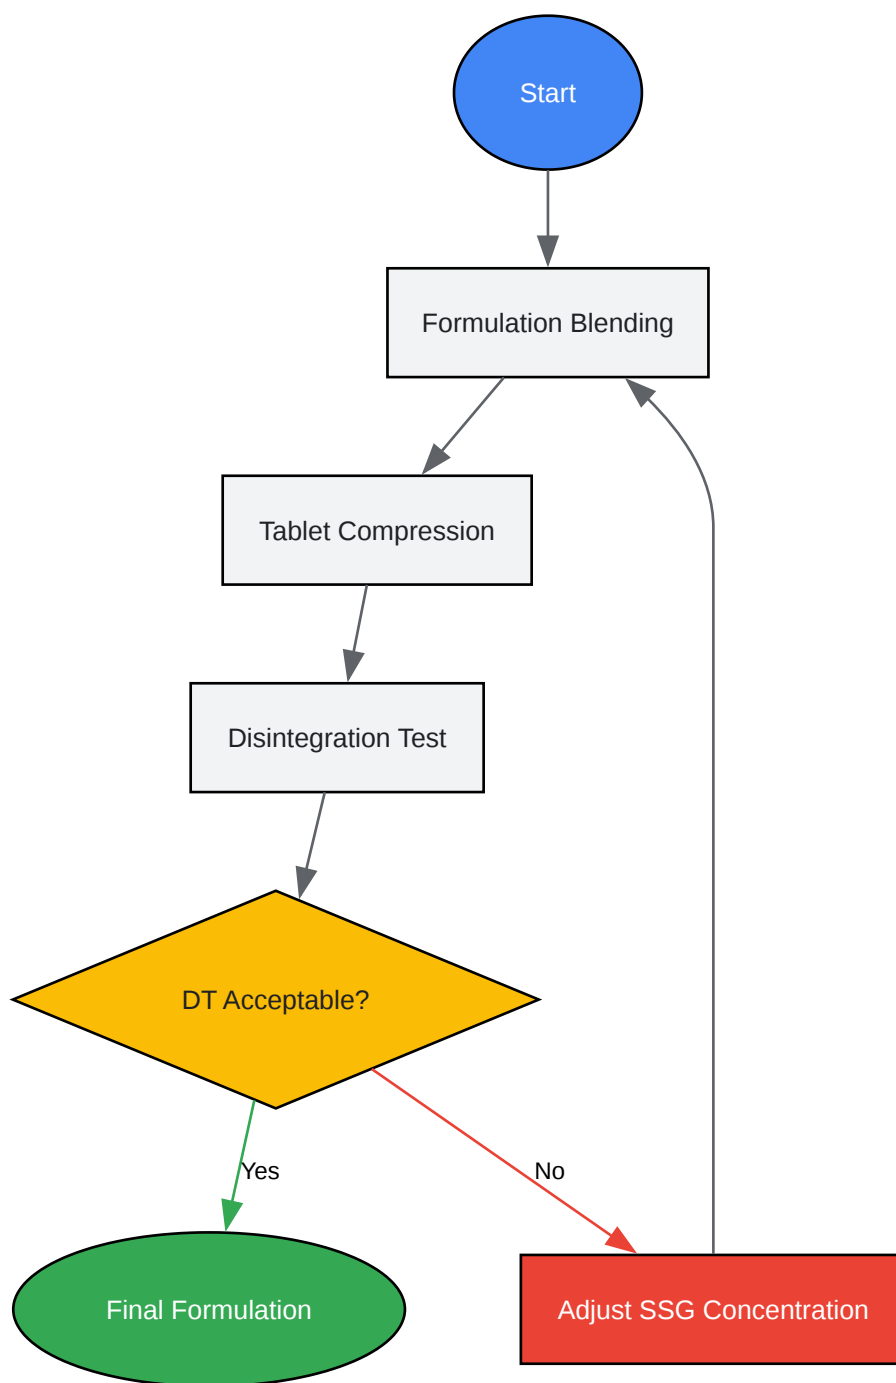 Start
Formulation Blending
Tablet Compression
Disintegration Test
DT Acceptable?
Yes
No
Final Formulation
Adjust SSG Concentration